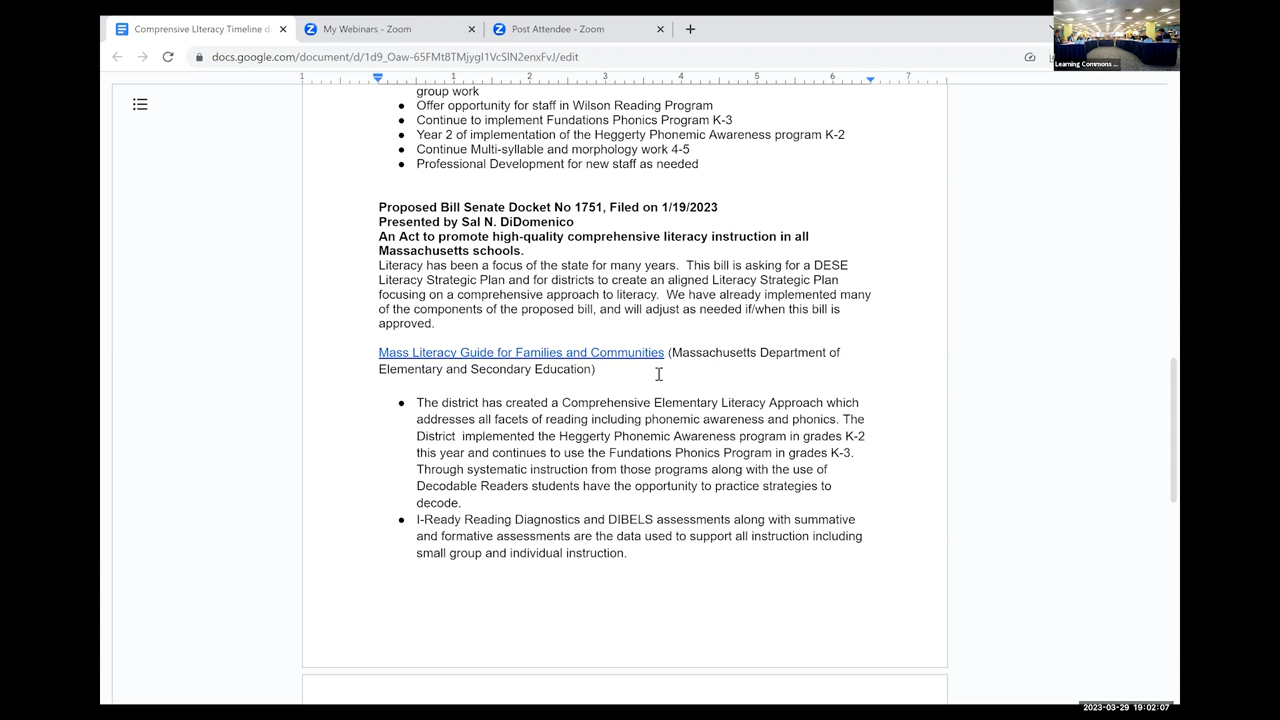 Comprensive LIteracy Timeline d
My Webinars - Zoom
Post Attendee - Zoom
Learning Commons ...
docs.google.com/document/d/1d9_Oaw-65FMt8TMjygI1VcSlN2enxFvJ/edit
1 1 2 3 4 5 6 7
group work
● Offer opportunity for staff in Wilson Reading Program
● Continue to implement Fundations Phonics Program K-3
● Year 2 of implementation of the Heggerty Phonemic Awareness program K-2
● Continue Multi-syllable and morphology work 4-5
● Professional Development for new staff as needed
Proposed Bill Senate Docket No 1751, Filed on 1/19/2023
Presented by Sal N. DiDomenico
An Act to promote high-quality comprehensive literacy instruction in all
Massachusetts schools.
Literacy has been a focus of the state for many years.  This bill is asking for a DESE
Literacy Strategic Plan and for districts to create an aligned Literacy Strategic Plan
focusing on a comprehensive approach to literacy.  We have already implemented many
of the components of the proposed bill, and will adjust as needed if/when this bill is
approved.
Mass Literacy Guide for Families and Communities (Massachusetts Department of
Elementary and Secondary Education)
● The district has created a Comprehensive Elementary Literacy Approach which
addresses all facets of reading including phonemic awareness and phonics. The
District  implemented the Heggerty Phonemic Awareness program in grades K-2
this year and continues to use the Fundations Phonics Program in grades K-3.
Through systematic instruction from those programs along with the use of
Decodable Readers students have the opportunity to practice strategies to
decode.
● I-Ready Reading Diagnostics and DIBELS assessments along with summative
and formative assessments are the data used to support all instruction including
small group and individual instruction.
2023-03-29 19:02:07